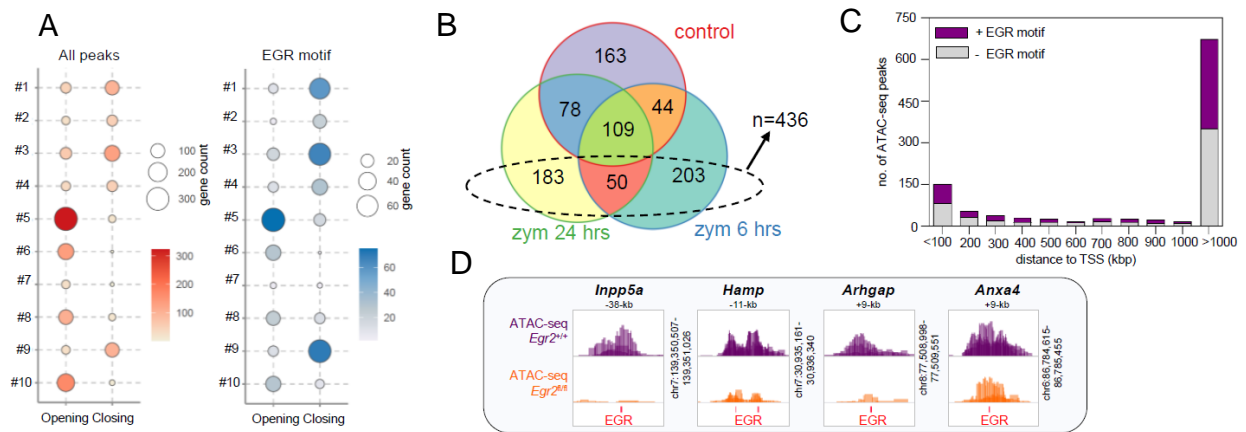 A
All peaks
EGR motif
#1
#2
#3
#4
#5
#6
#7
#8
#9
#10
Opening Closing
100
200
300
gene count
300
200
100
#1
#2
#3
#4
#5
#6
#7
#8
#9
#10
Opening Closing
20
40
60
gene count
60
40
20
B
control
163
78
44
109
n=436
183
50
203
zym 24 hrs
zym 6 hrs
C
+ EGR motif
- EGR motif
no. of ATAC-seq peaks
750
600
450
300
150
0
<100 200 300 400 500 600 700 800 900 1000 >1000
distance to TSS (kbp)
D
Inpp5a Hamp Arhgap Anxa4
-38-kb -11-kb +9-kb +9-kb
ATAC-seq
Egr2+/+
ATAC-seq
Egr2fl/fl
EGR EGR EGR EGR
chr7:139,350,507-
139,351,026
chr7:30,935,161-
30,936,340
chr8:77,508,998-
77,509,551
chr6:86,784,615-
86,785,455